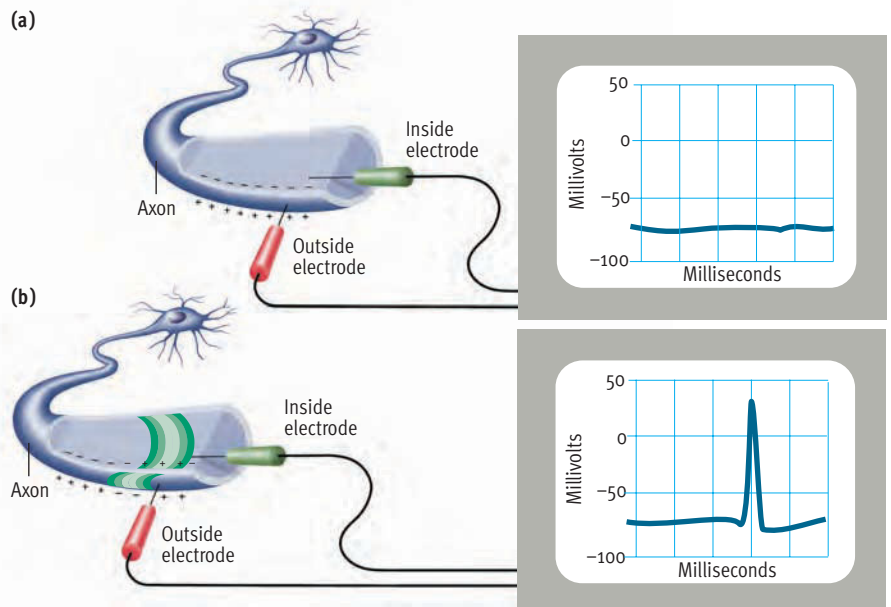 (a)
Axon
Inside
electrode
Outside
electrode
50
0
−50
−100
Millivolts
Milliseconds
(b)
Axon
Inside
electrode
Outside
electrode
50
0
−50
−100
Millivolts
Milliseconds